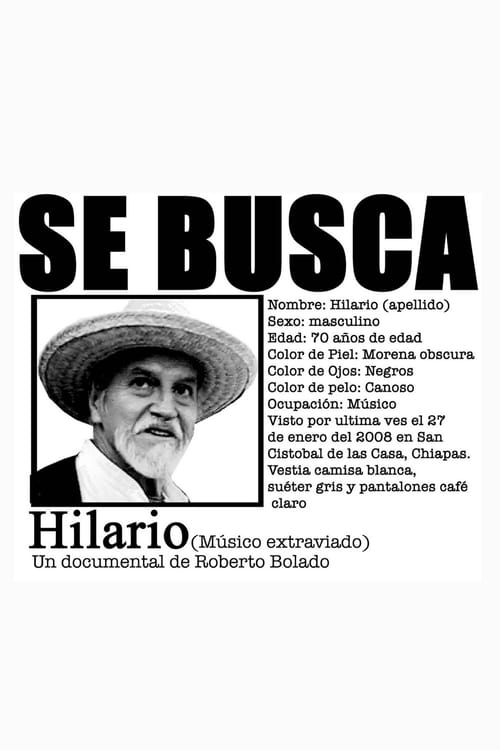 SE BUSCA
Nombre: Hilario (apellido)
Sexo: masculino
Edad: 70 años de edad
Color de Piel: Morena obscura
Color de Ojos: Negros
Color de pelo: Canoso
Ocupación: Músico
Visto por ultima ves el 27
de enero del 2008 en San
Cistobal de las Casa, Chiapas.
Vestia camisa blanca,
suéter gris y pantalones café
claro
Hilario (Músico extraviado)
Un documental de Roberto Bolado